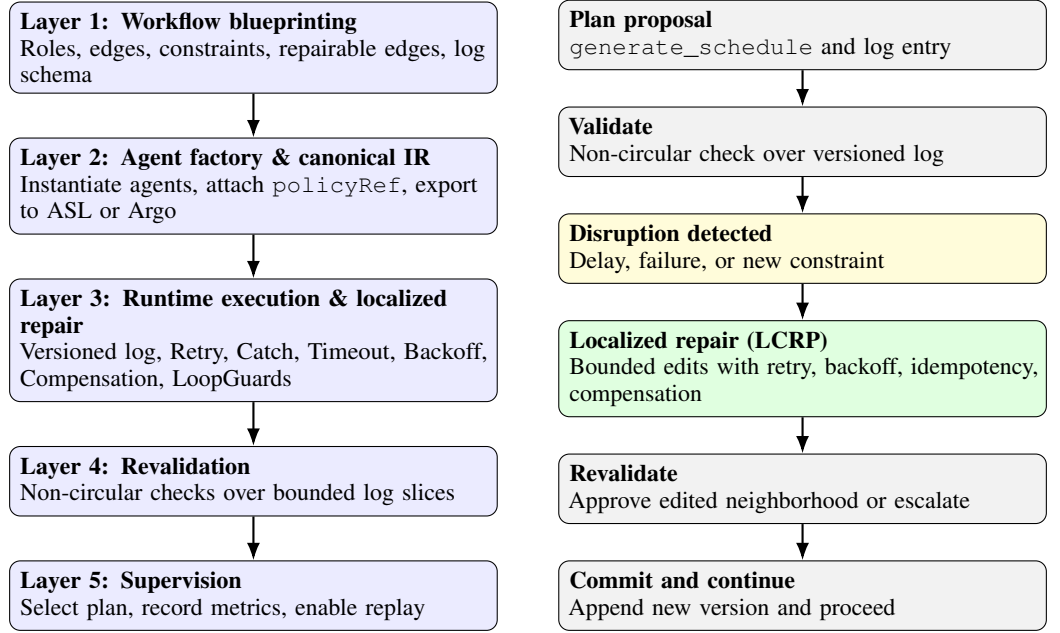 Layer 1: Workflow blueprinting
Roles, edges, constraints, repairable edges, log
schema
Layer 2: Agent factory & canonical IR
Instantiate agents, attach policyRef, export
to ASL or Argo
Layer 3: Runtime execution & localized
repair
Versioned log, Retry, Catch, Timeout, Backoff,
Compensation, LoopGuards
Layer 4: Revalidation
Non-circular checks over bounded log slices
Layer 5: Supervision
Select plan, record metrics, enable replay
Plan proposal
generate_schedule and log entry
Validate
Non-circular check over versioned log
Disruption detected
Delay, failure, or new constraint
Localized repair (LCRP)
Bounded edits with retry, backoff, idempotency,
compensation
Revalidate
Approve edited neighborhood or escalate
Commit and continue
Append new version and proceed